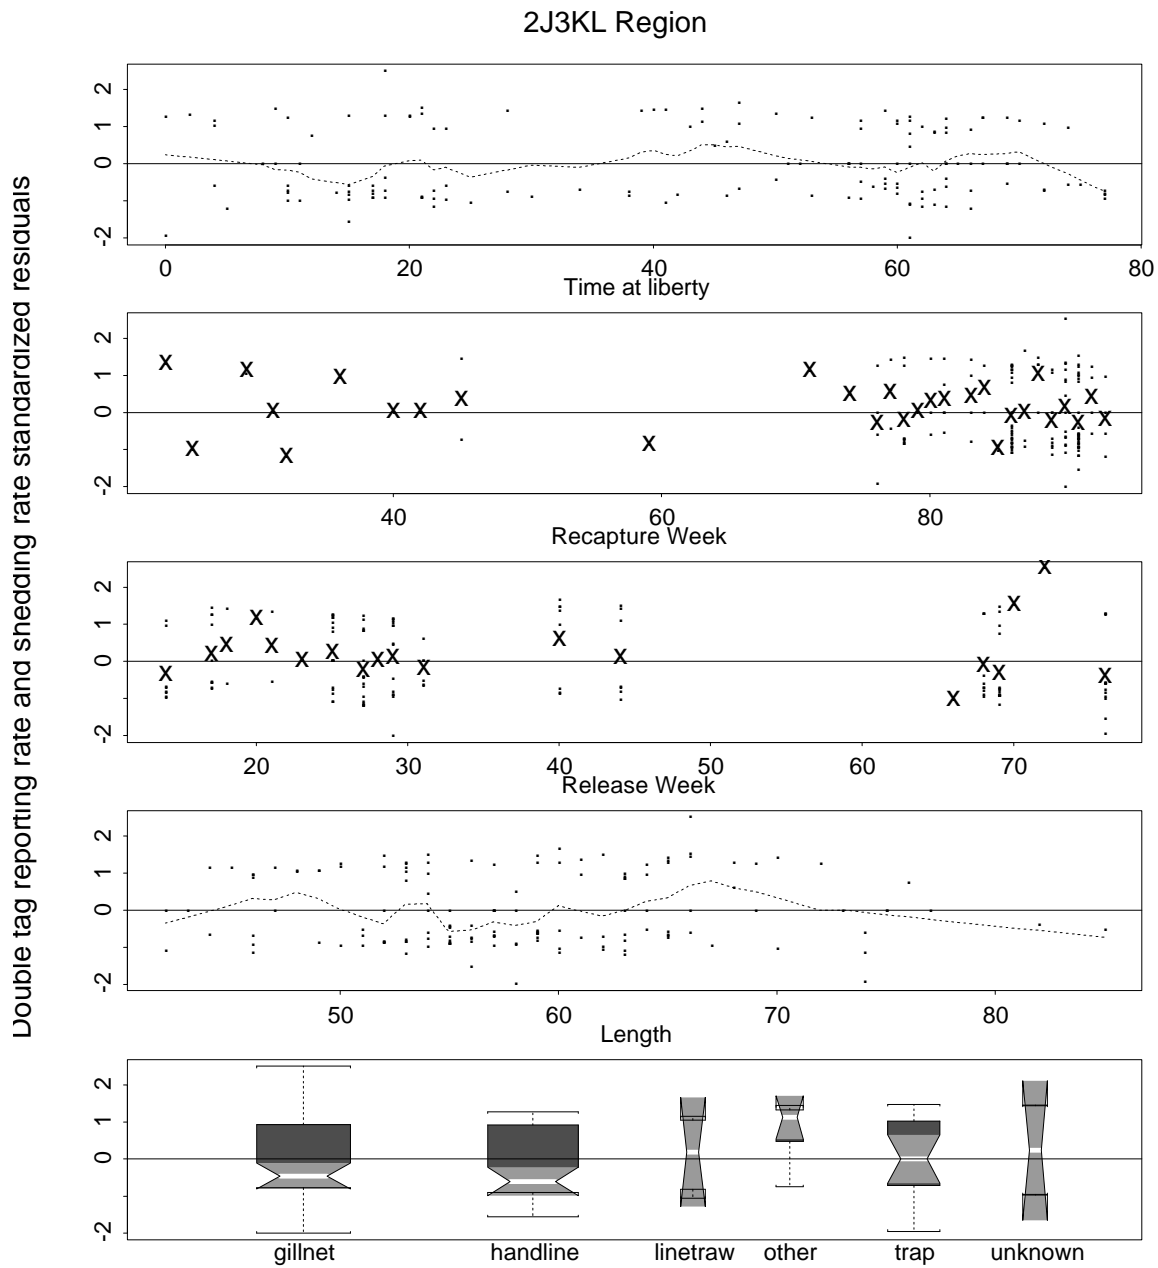 2J3KL Region
Double tag reporting rate and shedding rate standardized residuals
2
1
0
-2
0 20 40 60 80
Time at liberty
2
1
0
-2
40 60 80
Recapture Week
2
1
0
-2
20 30 40 50 60 70
Release Week
2
1
0
-2
50 60 70 80
Length
2
1
0
-2
gillnet handline linetraw other trap unknown